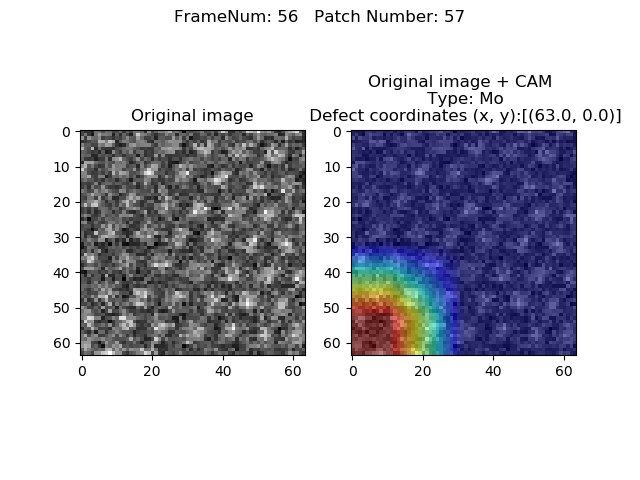 FrameNum: 56   Patch Number: 57
Original image
0
10
20
30
40
50
60
0 20 40 60
Original image + CAM
Type: Mo
Defect coordinates (x, y):[(63.0, 0.0)]
0
10
20
30
40
50
60
0 20 40 60